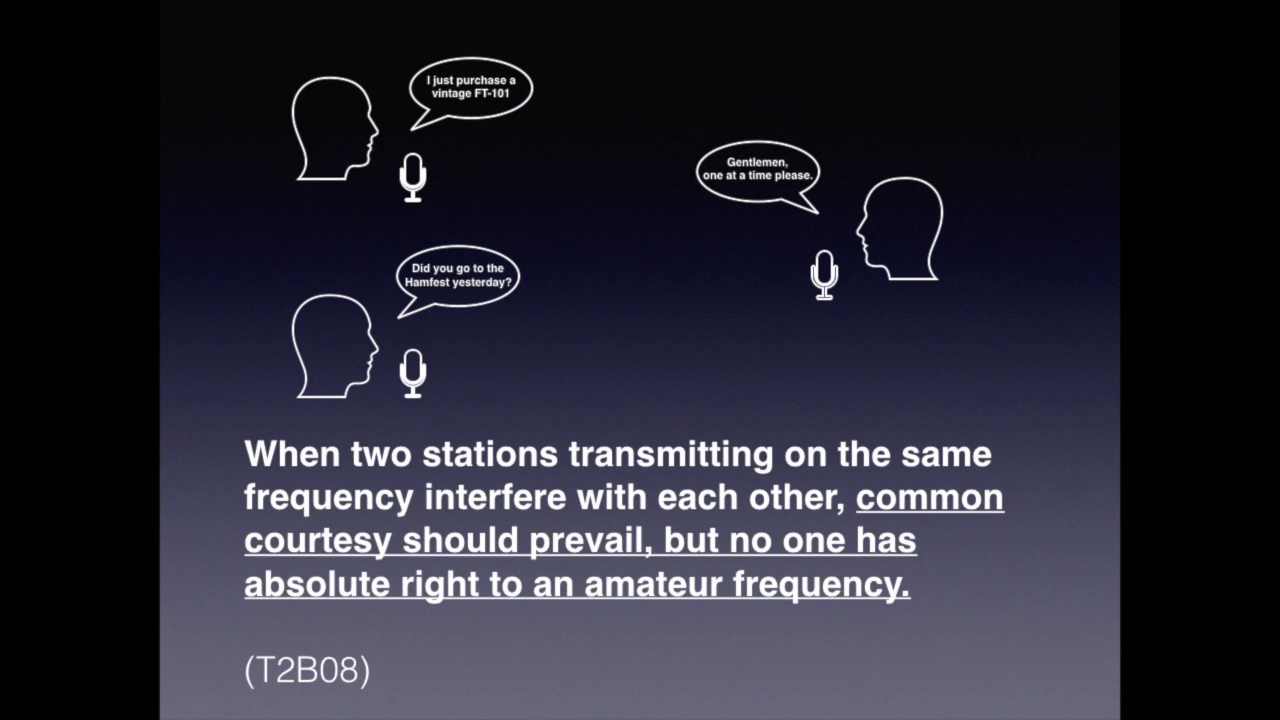 I just purchase a
vintage FT-101
Gentlemen,
one at a time please.
Did you go to the
Hamfest yesterday?
When two stations transmitting on the same
frequency interfere with each other, common
courtesy should prevail, but no one has
absolute right to an amateur frequency.
(T2B08)